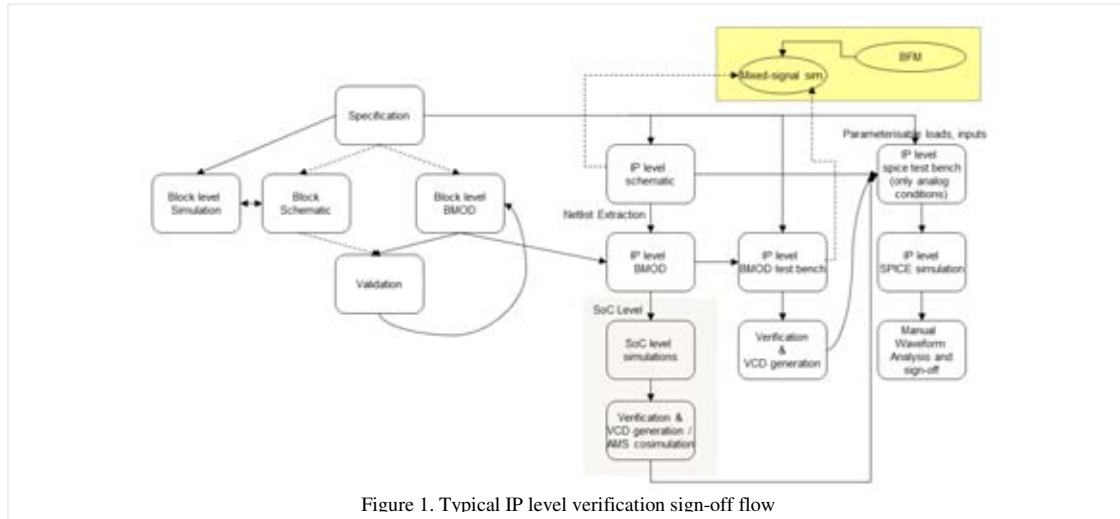 BFM
Mixed-signal sim.
Specification
Parameterisable loads, inputs
Block level
Simulation
Block
Schematic
Block level
BMOD
IP level
schematic
IP level
spice test bench
(only analog
conditions)
Netlist Extraction
Validation
IP level
BMOD
IP level
BMOD test bench
IP level
SPICE simulation
SoC Level
SoC level
simulations
Verification
&
VCD generation
Manual
Waveform
Analysis and
sign-off
Verification &
VCD generation /
AMS cosimulation
Figure 1. Typical IP level verification sign-off flow